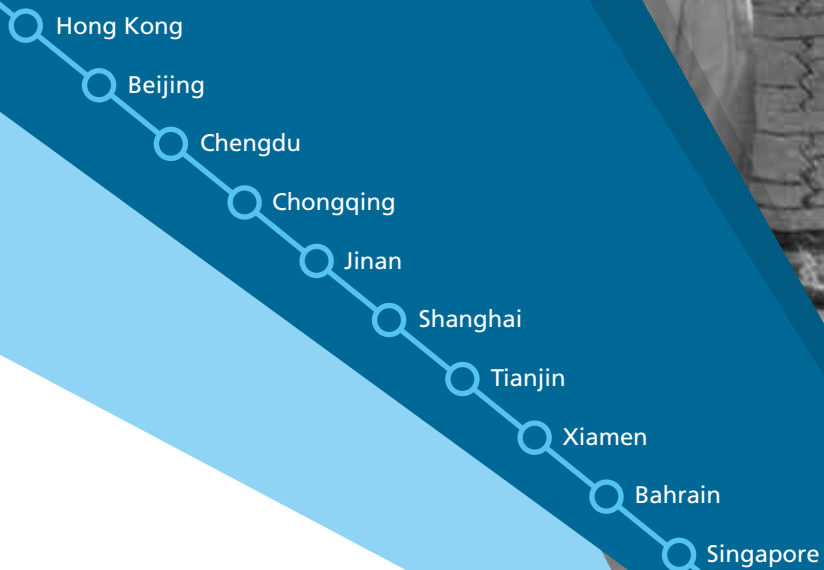 Hong Kong
Beijing
Chengdu
Chongqing
Jinan
Shanghai
Tianjin
Xiamen
Bahrain
Singapore